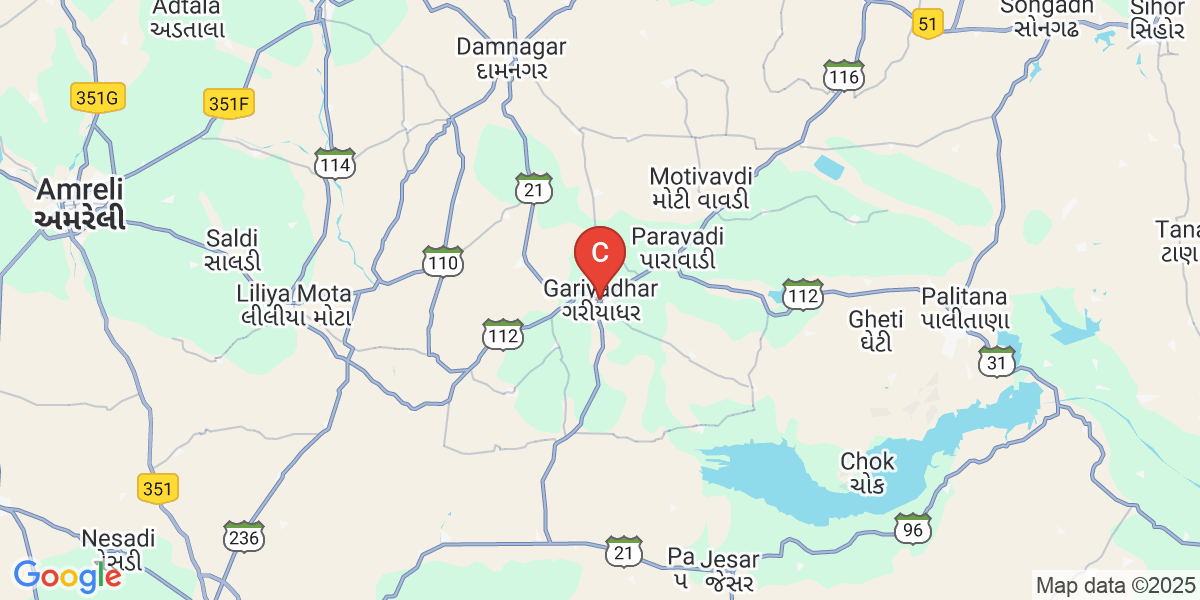 Adtala
અડતાલા
Songadh
સોનગઢ
Sihor
સિહોર
51
Damnagar
દામનગર
116
351G
351F
114
Amreli
અમરેલી
21
Motivavdi
મોટી વાવડી
Saldi
સાલડી
110
C
Paravadi
પારાવાડી
Tana
ટાણા
Liliya Mota
લીલીયા મોટા
Gariyadhar
ગરીયાધર
112
Palitana
પાલીતાણા
112
Gheti
ઘેટી
31
Chok
ચોક
351
236
96
Nesadi
21
Pa
પ
Jesar
જેસર
Google
Map data ©2025